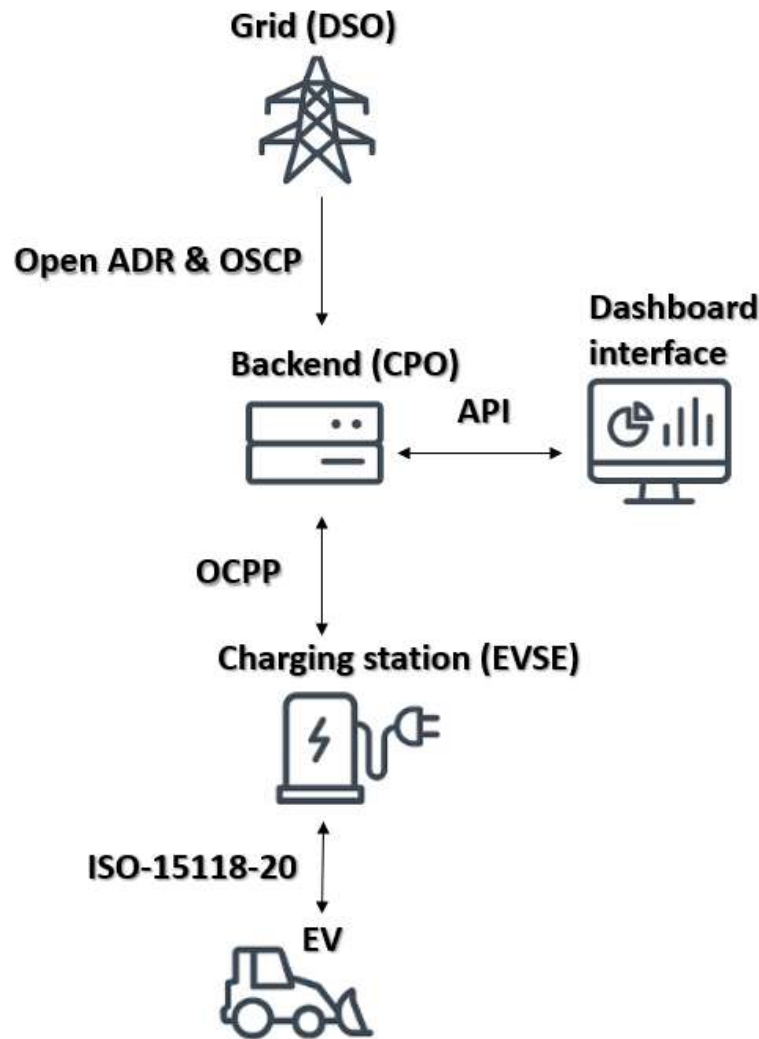 Grid (DSO)
Open ADR & OSCP
Dashboard
interface
Backend (CPO)
API
OCPP
Charging station (EVSE)
ISO-15118-20
EV